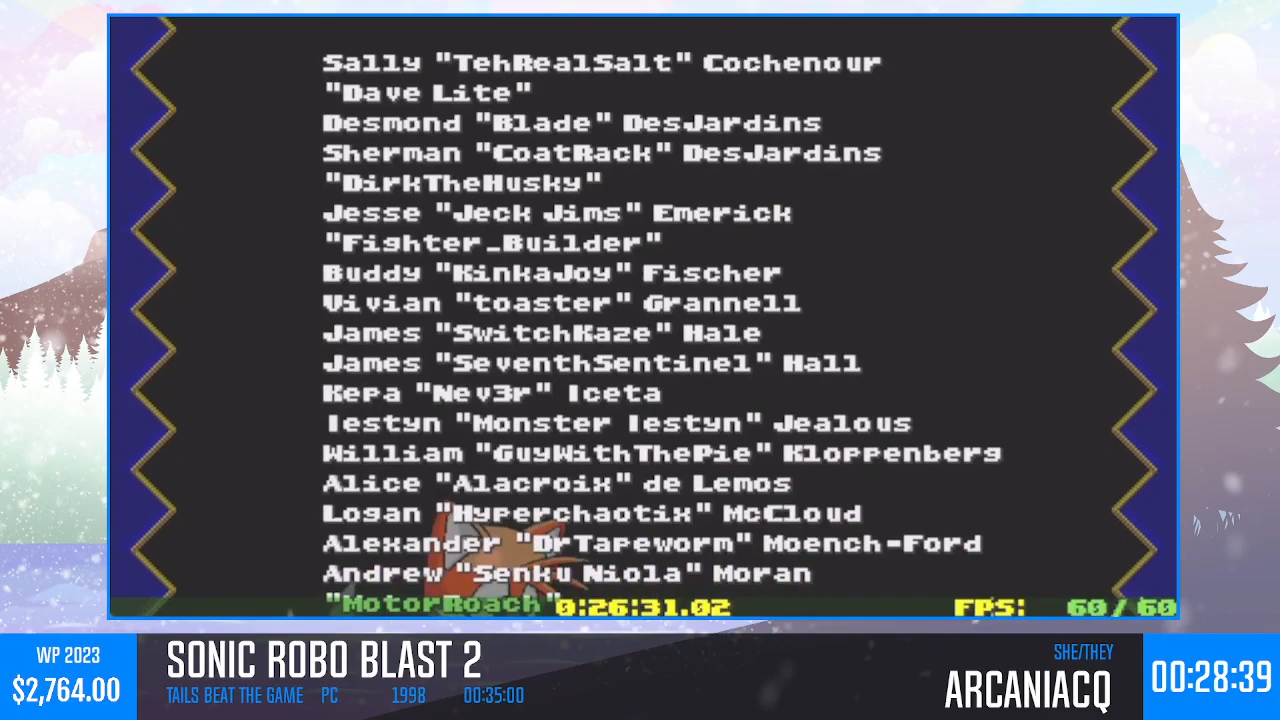 Sally "TehRealSalt" Cochenour
"Dave Lite"
Desmond "Blade" DesJardins
Sherman "CoatRack" DesJardins
"DirkTheHusky"
Jesse "Jeck Jims" Emerick
"Fighter_Builder"
Buddy "KinkaJoy" Fischer
Vivian "toaster" Grannell
James "SwitchKaze" Hale
James "SeventhSentinel" Hall
Kepa "Nev3r" Iceta
Iestyn "Monster Iestyn" Jealous
William "GuyWithThePie" Kloppenberg
Alice "Alacroix" de Lemos
Logan "Hyperchaotix" McCloud
Alexander "DrTapeworm" Moench-Ford
Andrew "Senku Niola" Moran
"MotorRoach"
0:26:31.02 FPS: 60/60
WP 2023
$2,764.00
SONIC ROBO BLAST 2
TAILS BEAT THE GAME PC 1998 00:35:00
SHE/THEY
ARCANIACQ
00:28:39